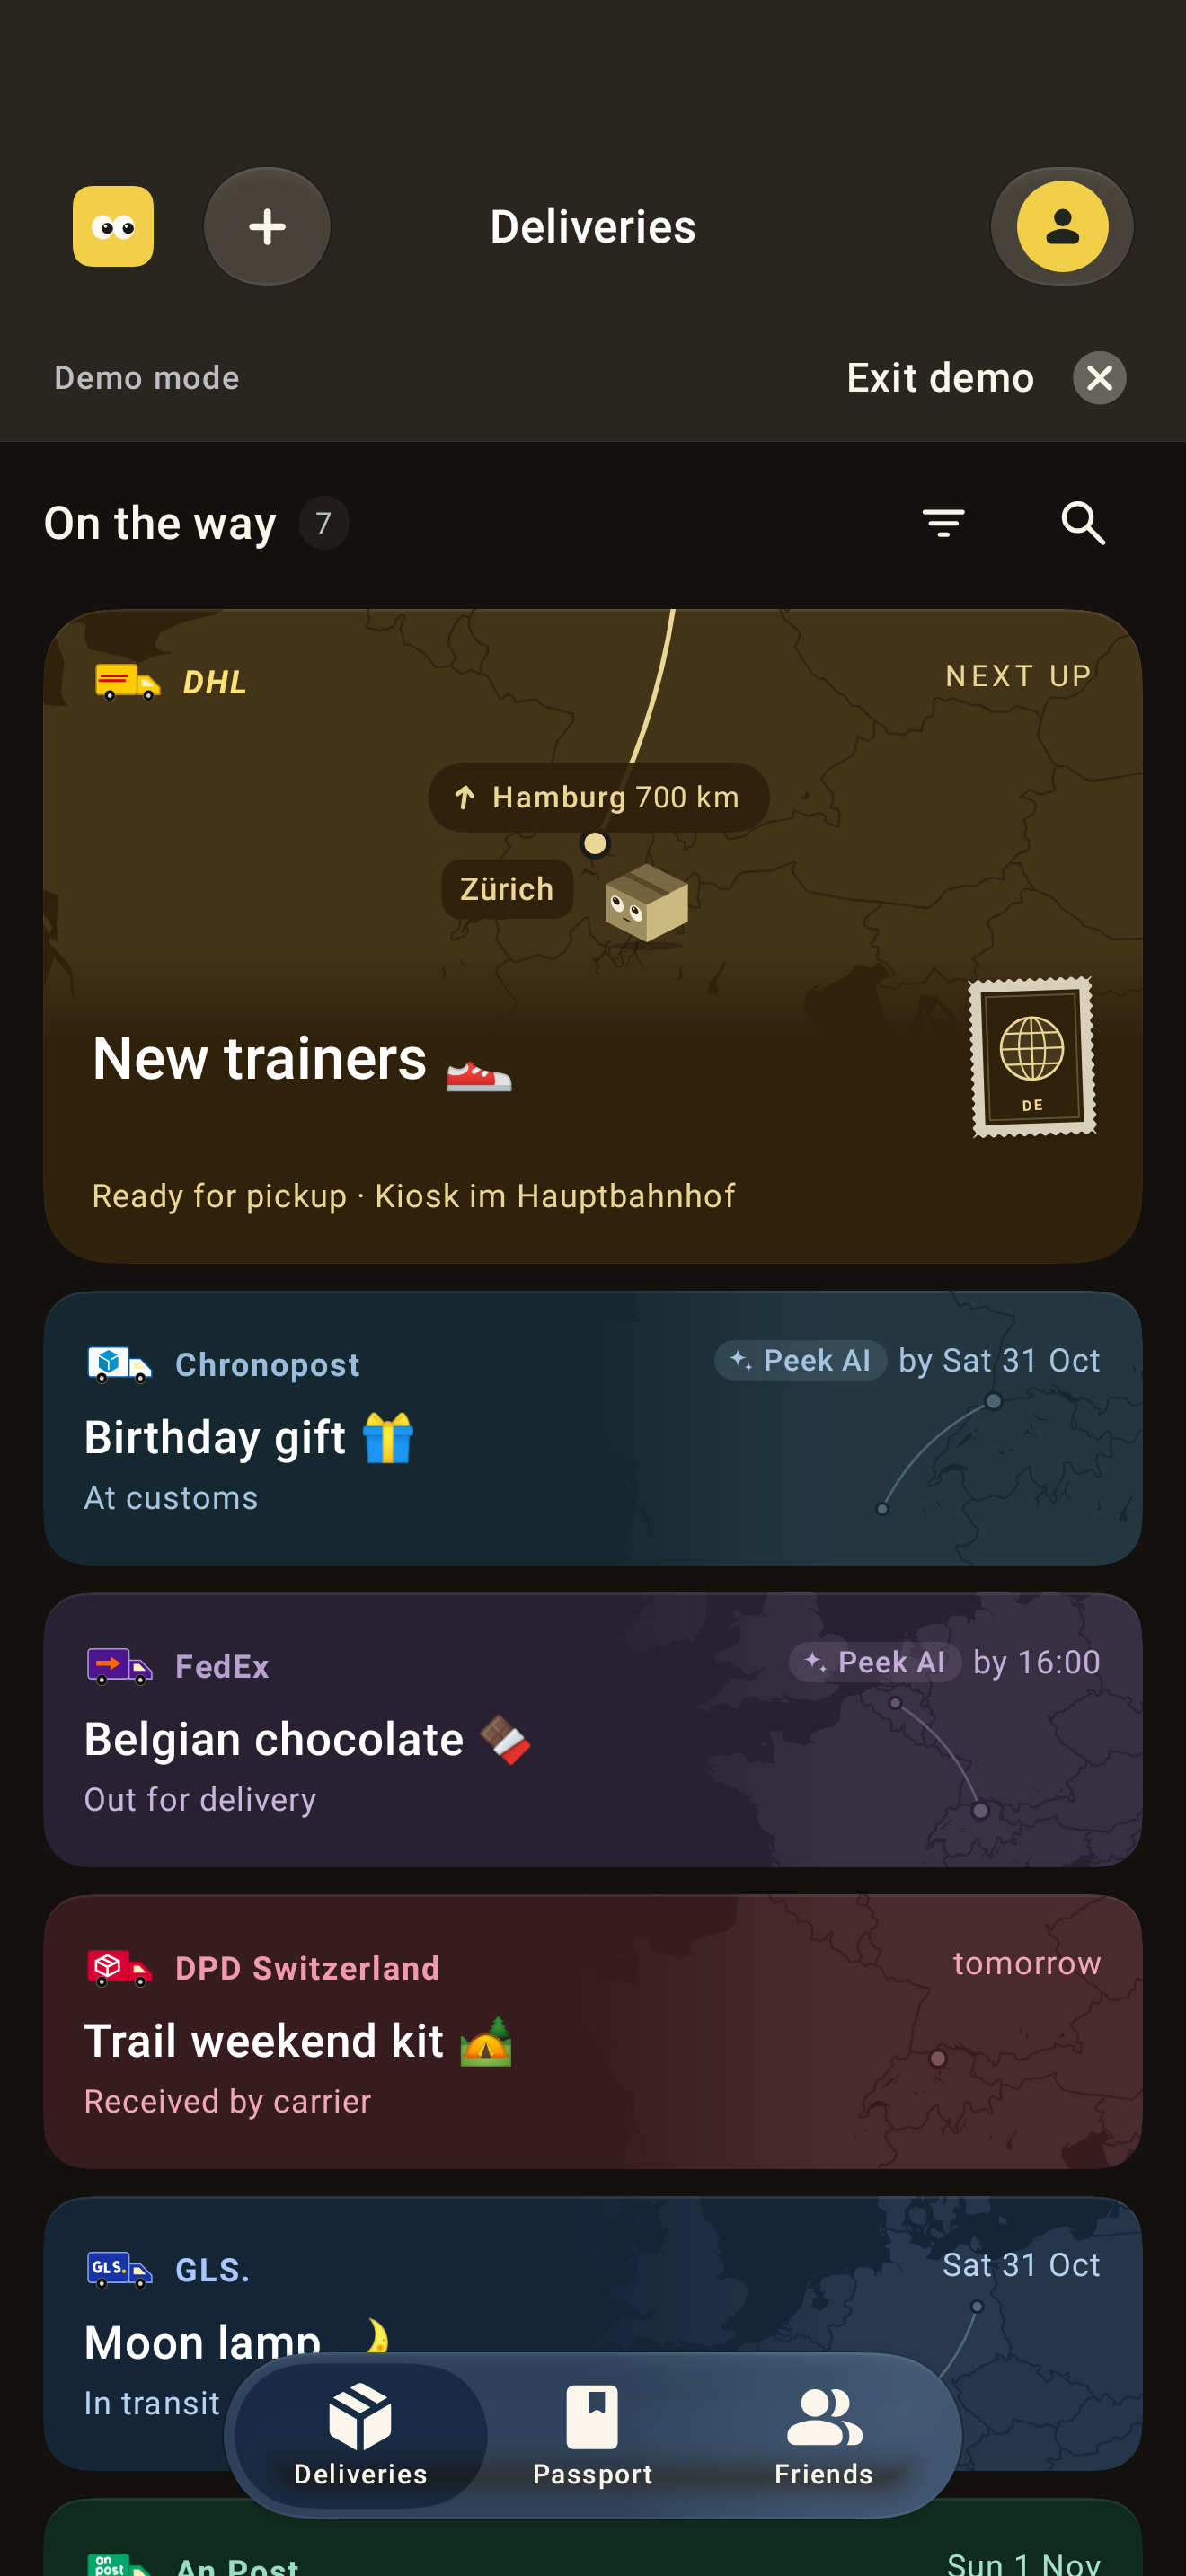 Deliveries
Demo mode
Exit demo
On the way 7
DHL
NEXT UP
Hamburg 700 km
Zürich
New trainers
DE
Ready for pickup · Kiosk im Hauptbahnhof
Chronopost
Peek AI by Sat 31 Oct
Birthday gift
At customs
FedEx
Peek AI by 16:00
Belgian chocolate
Out for delivery
DPD Switzerland
tomorrow
Trail weekend kit
Received by carrier
GLS.
GLS.
Sat 31 Oct
Moon lamp
In transit
Deliveries
Passport
Friends
an post
An Post
Sun 1 Nov